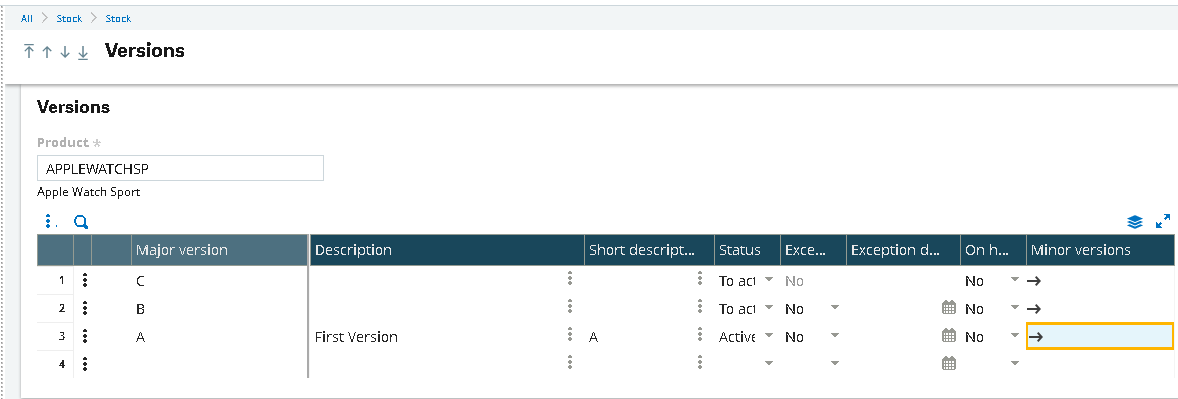 All > Stock > Stock
Versions
Versions
Product *
APPLEWATCHSP
Apple Watch Sport
Major version Description Short descript... Status Exce... Exception d... On h... Minor versions
1 C To act No No
2 B To act No No
3 A First Version A Active No No
4